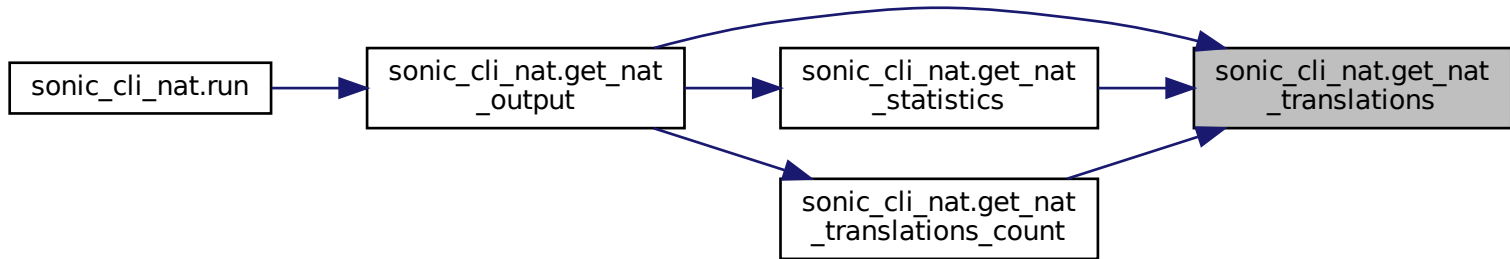 sonic_cli_nat.run
sonic_cli_nat.get_nat
_output
sonic_cli_nat.get_nat
_statistics
sonic_cli_nat.get_nat
_translations_count
sonic_cli_nat.get_nat
_translations